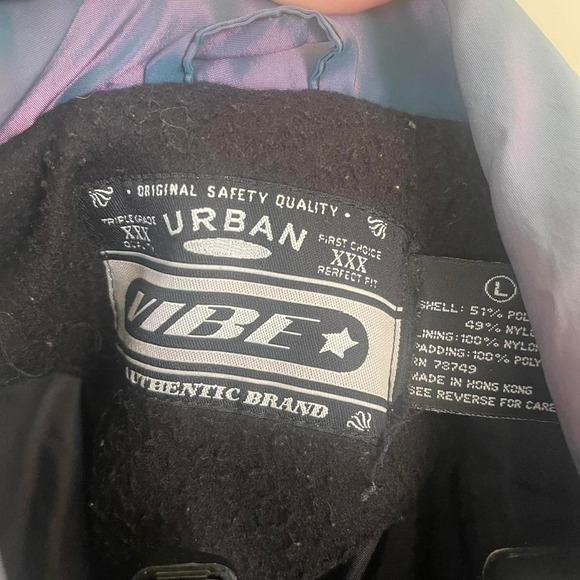 • ORIGINAL SAFETY QUALITY •
TRIPLE GRADE
XXX
URBAN
FIRST CHOICE
XXX
PERFECT FIT
VIBE
AUTHENTIC BRAND
L
SHELL: 51% POL
49% NYL
LINING: 100% NYLO
PADDING: 100% POLY
RN 78749
MADE IN HONG KONG
SEE REVERSE FOR CARE